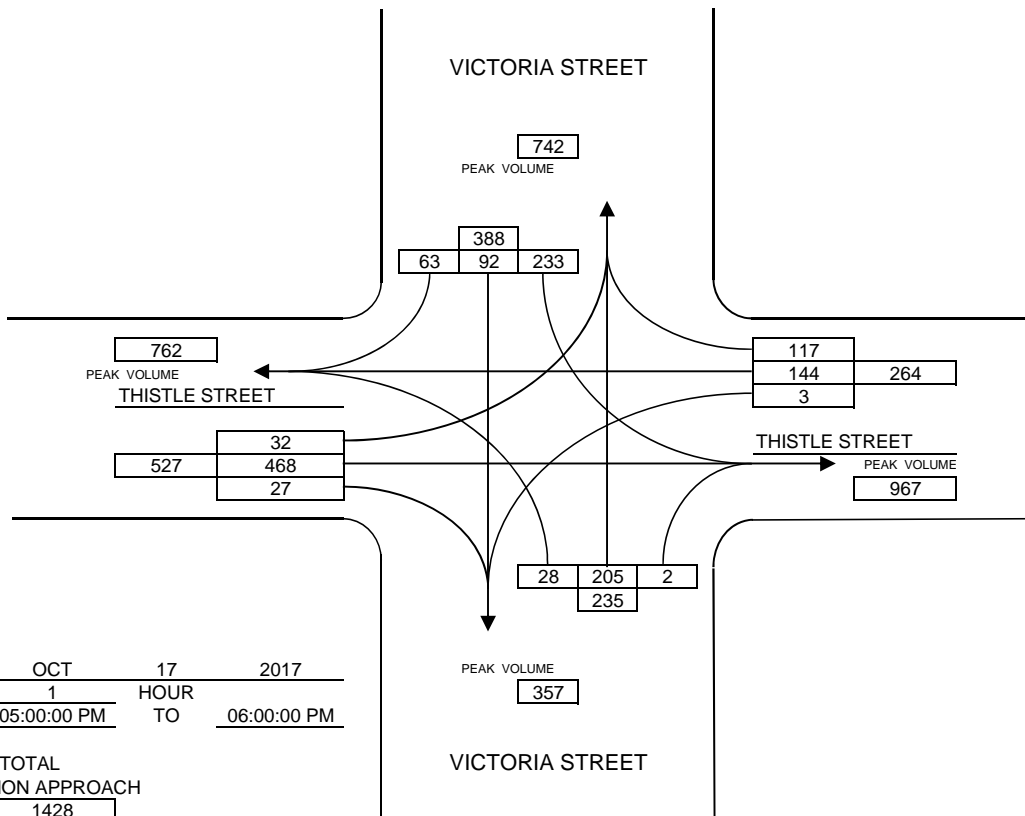 VICTORIA STREET
742
PEAK VOLUME
388
63 92 233
762
PEAK VOLUME
THISTLE STREET
117
144 264
3
32
527 468
27
THISTLE STREET
PEAK VOLUME
967
28 205 2
235
PEAK VOLUME
357
OCT 17 2017
1 HOUR
05:00:00 PM TO 06:00:00 PM
VICTORIA STREET
TOTAL
ION APPROACH
1428